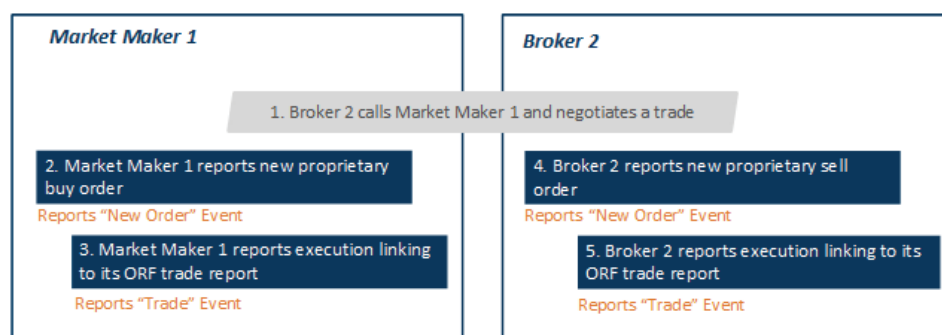 Market Maker 1
Broker 2
1. Broker 2 calls Market Maker 1 and negotiates a trade
2. Market Maker 1 reports new proprietary
buy order
Reports “New Order” Event
3. Market Maker 1 reports execution linking
to its ORF trade report
Reports “Trade” Event
4. Broker 2 reports new proprietary sell
order
Reports “New Order” Event
5. Broker 2 reports execution linking to its
ORF trade report
Reports “Trade” Event